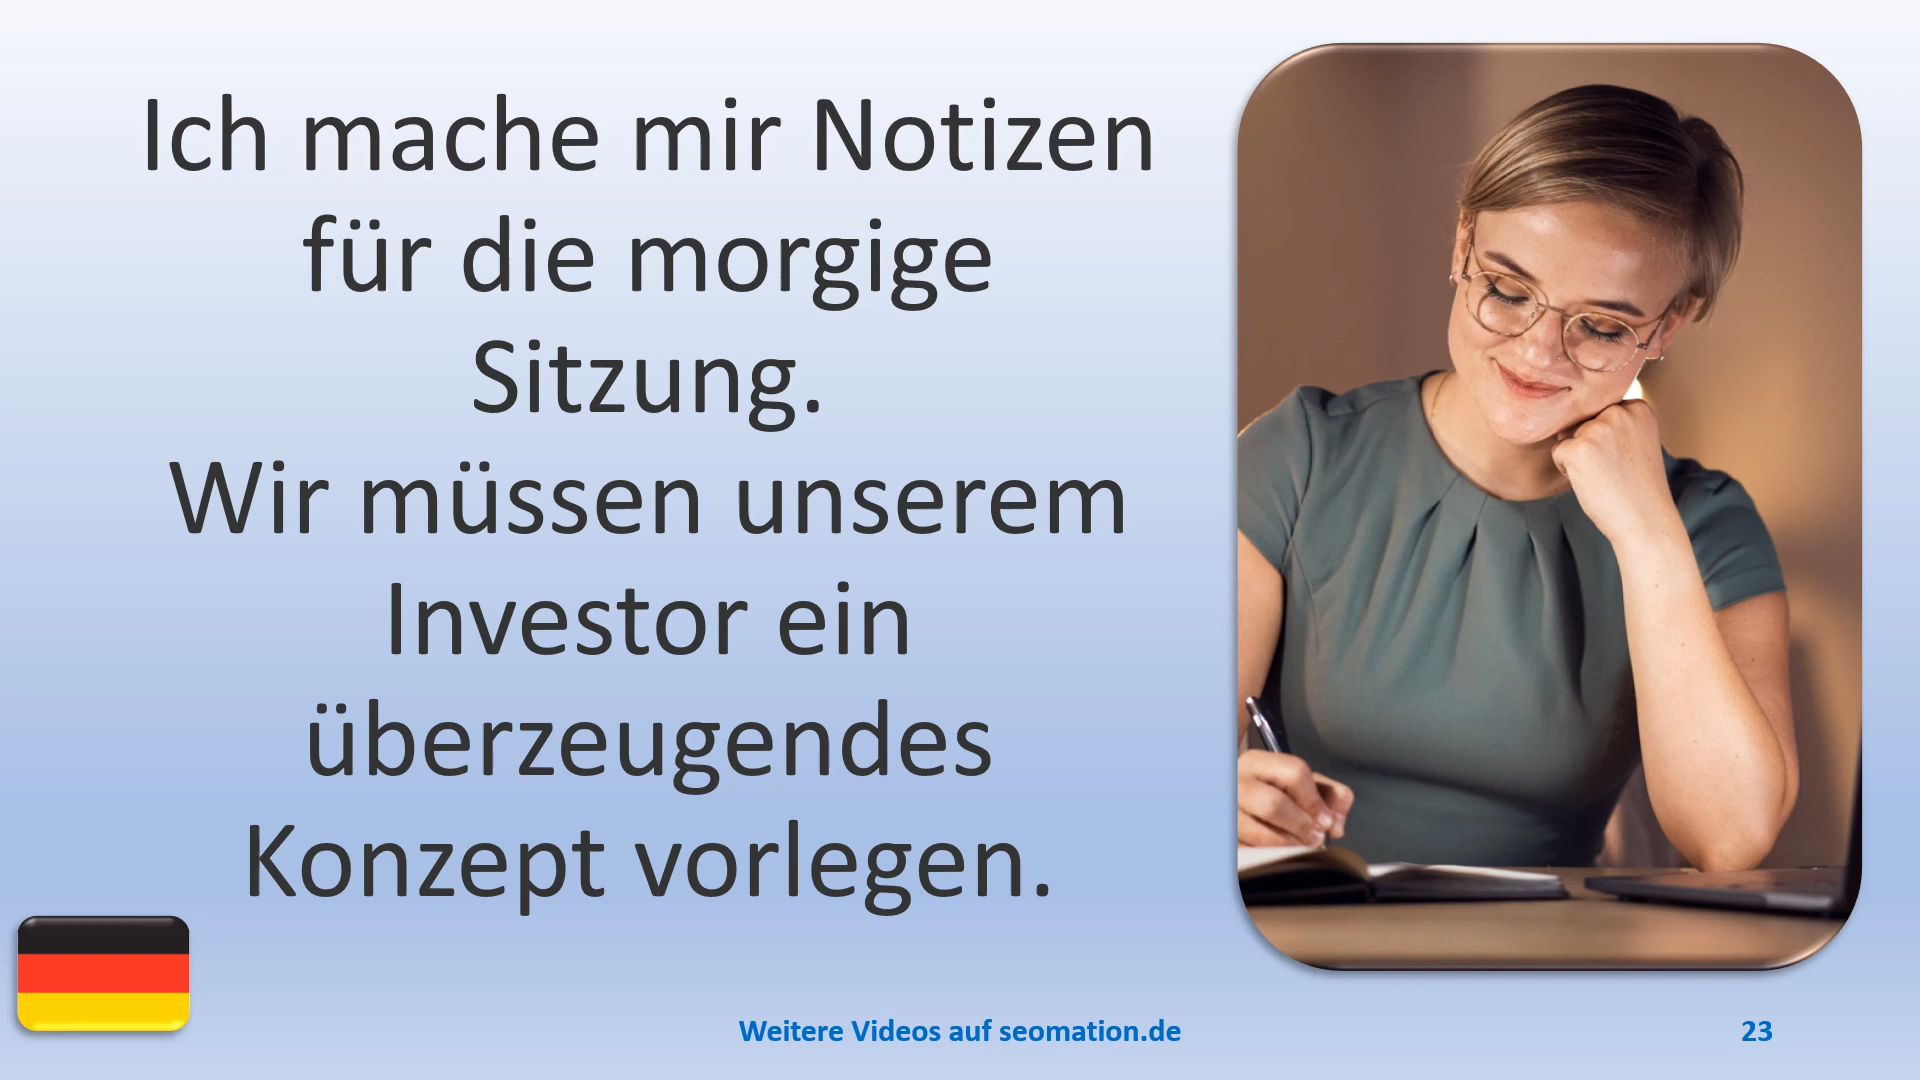 Ich mache mir Notizen
für die morgige
Sitzung.
Wir müssen unserem
Investor ein
überzeugendes
Konzept vorlegen.
Weitere Videos auf seomation.de
23